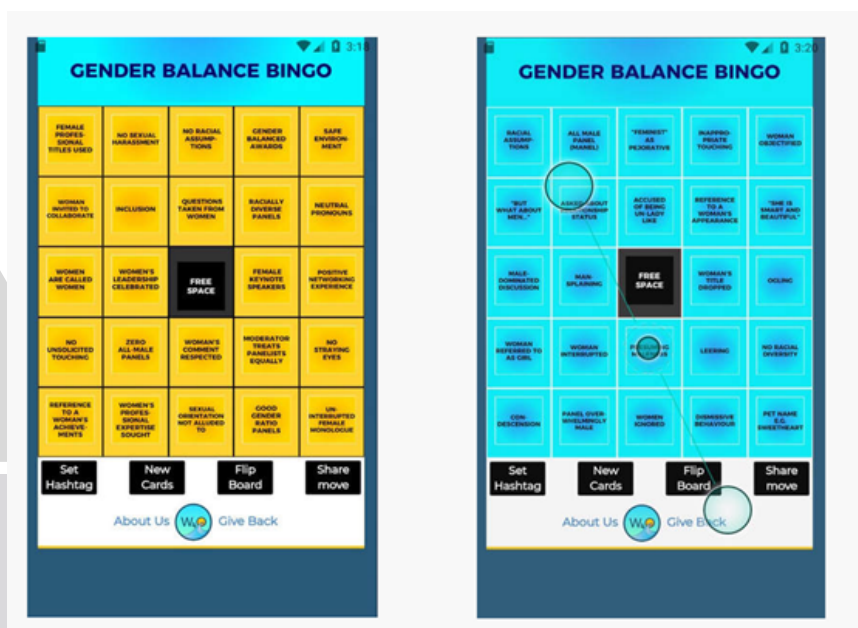 3:18
GENDER BALANCE BINGO
FEMALE
PROFES-
SIONAL
TITLES USED
NO SEXUAL
HARASSMENT
NO RACIAL
ASSUMP-
TIONS
GENDER
BALANCED
AWARDS
SAFE
ENVIRON-
MENT
WOMAN
INVITED TO
COLLABORATE
INCLUSION
QUESTIONS
TAKEN FROM
WOMEN
RACIALLY
DIVERSE
PANELS
NEUTRAL
PRONOUNS
WOMEN
ARE CALLED
WOMEN
WOMEN'S
LEADERSHIP
CELEBRATED
FREE
SPACE
FEMALE
KEYNOTE
SPEAKERS
POSITIVE
NETWORKING
EXPERIENCE
NO
UNSOLICITED
TOUCHING
ZERO
ALL-MALE
PANELS
WOMAN'S
COMMENT
RESPECTED
MODERATOR
TREATS
PANELISTS
EQUALLY
NO
STRAYING
EYES
REFERENCE
TO A
WOMAN'S
ACHIEVE-
MENTS
WOMEN'S
PROFES-
SIONAL
EXPERTISE
SOUGHT
SEXUAL
ORIENTATION
NOT ALLUDED
TO
GOOD
GENDER
RATIO
PANELS
UN-
INTERRUPTED
FEMALE
MONOLOGUE
Set
Hashtag
New
Cards
Flip
Board
Share
move
About Us
Give Back
3:20
GENDER BALANCE BINGO
RACIAL
ASSUMP-
TIONS
ALL MALE
PANEL
(MANEL)
"FEMINIST"
AS
PEJORATIVE
INAPPRO-
PRIATE
TOUCHING
WOMAN
OBJECTIFIED
"BUT
WHAT ABOUT
MEN..."
ASKED ABOUT
STATUS
ACCUSED
OF BEING
UN-LADY
LIKE
REFERENCE
TO A
WOMAN'S
APPEARANCE
"SHE IS
SMART AND
BEAUTIFUL"
MALE-
DOMINATED
DISCUSSION
MAN-
SPLAINING
FREE
SPACE
WOMAN'S
TITLE
DROPPED
OGLING
WOMAN
REFERRED TO
AS GIRL
WOMAN
INTERRUPTED
LEERING
NO RACIAL
DIVERSITY
CON-
DESCENSION
PANEL OVER-
WHELMINGLY
MALE
WOMEN
IGNORED
DISMISSIVE
BEHAVIOUR
PET NAME
E.G.
SWEETHEART
Set
Hashtag
New
Cards
Flip
Board
Share
move
About Us
Give Back